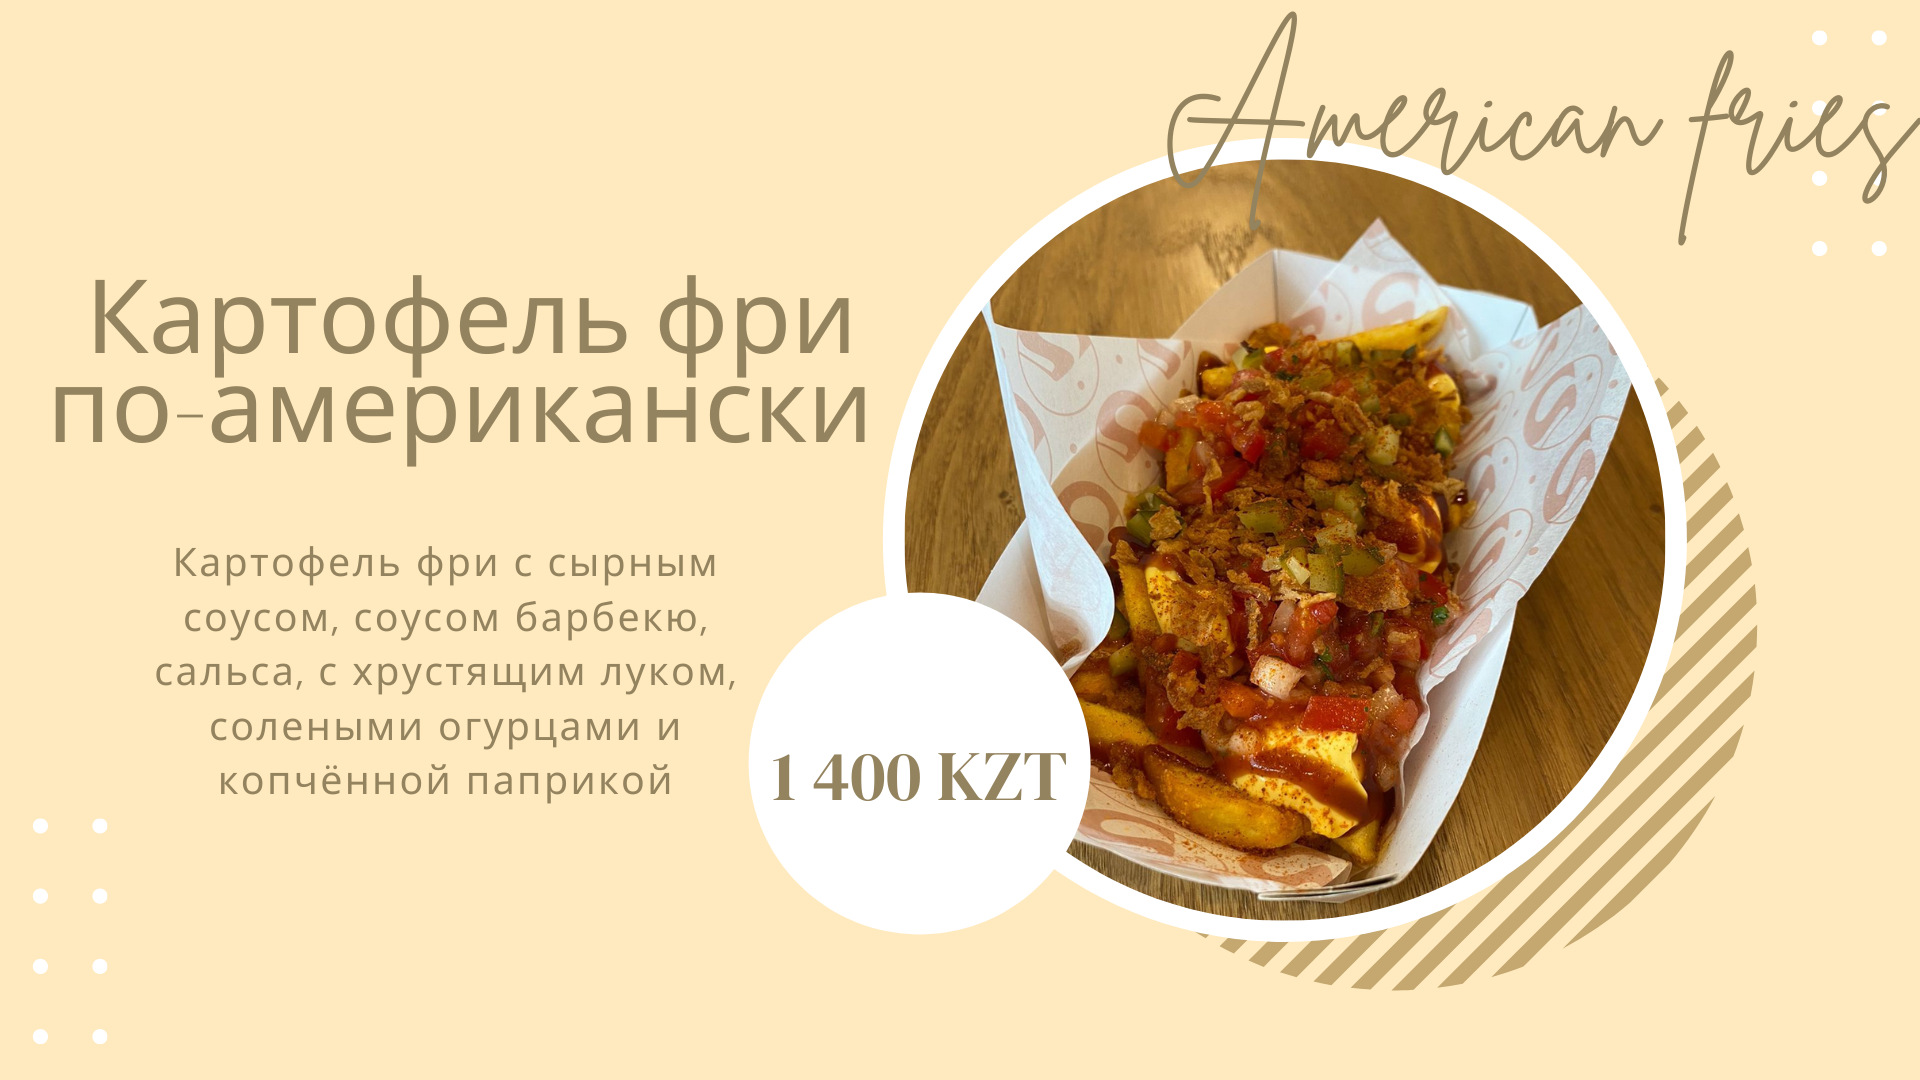 American fries
Картофель фри
по-американски
Картофель фри с сырным
соусом, соусом барбекю,
сальса, с хрустящим луком,
солеными огурцами и
копчённой паприкой
1 400 KZT